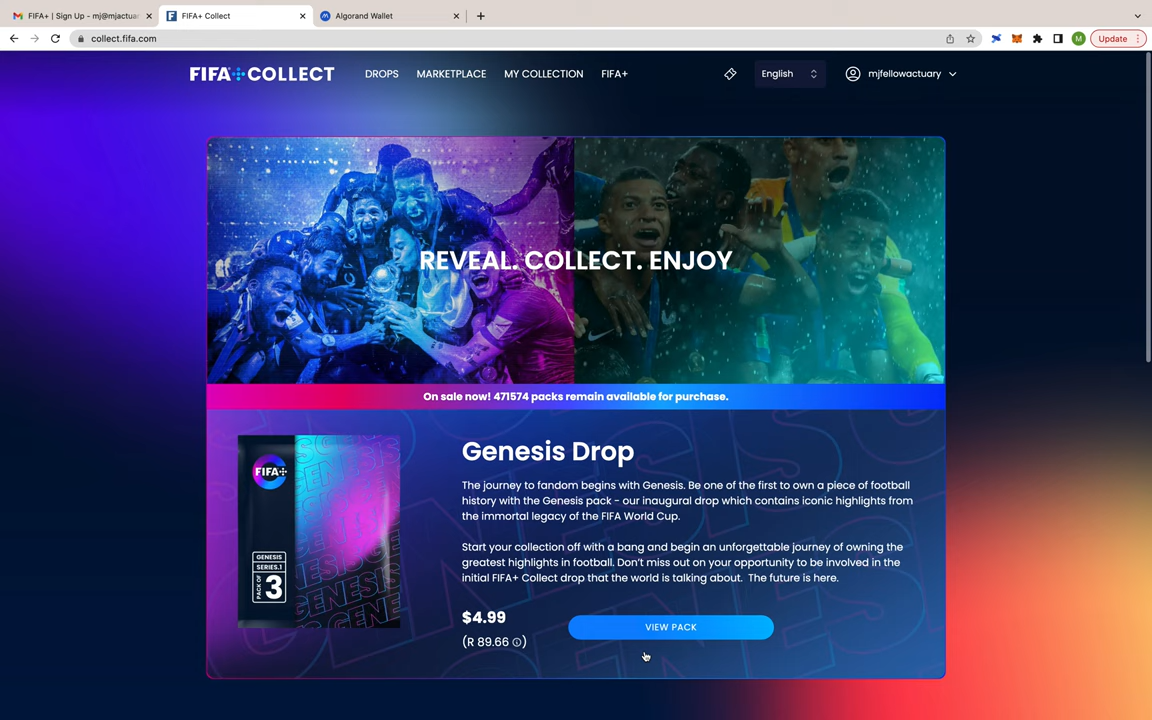 FIFA+ | Sign Up - mj@mjactuar
FIFA+ Collect
Algorand Wallet
collect.fifa.com
M
Update
FIFA+COLLECT
DROPS
MARKETPLACE
MY COLLECTION
FIFA+
English
mjfellowactuary
REVEAL. COLLECT. ENJOY
On sale now! 471574 packs remain available for purchase.
FIFA+
GENESIS
SERIES.1
PACK OF
3
Genesis Drop
The journey to fandom begins with Genesis. Be one of the first to own a piece of football
history with the Genesis pack - our inaugural drop which contains iconic highlights from
the immortal legacy of the FIFA World Cup.
Start your collection off with a bang and begin an unforgettable journey of owning the
greatest highlights in football. Don't miss out on your opportunity to be involved in the
initial FIFA+ Collect drop that the world is talking about. The future is here.
$4.99
(R 89.66 )
VIEW PACK